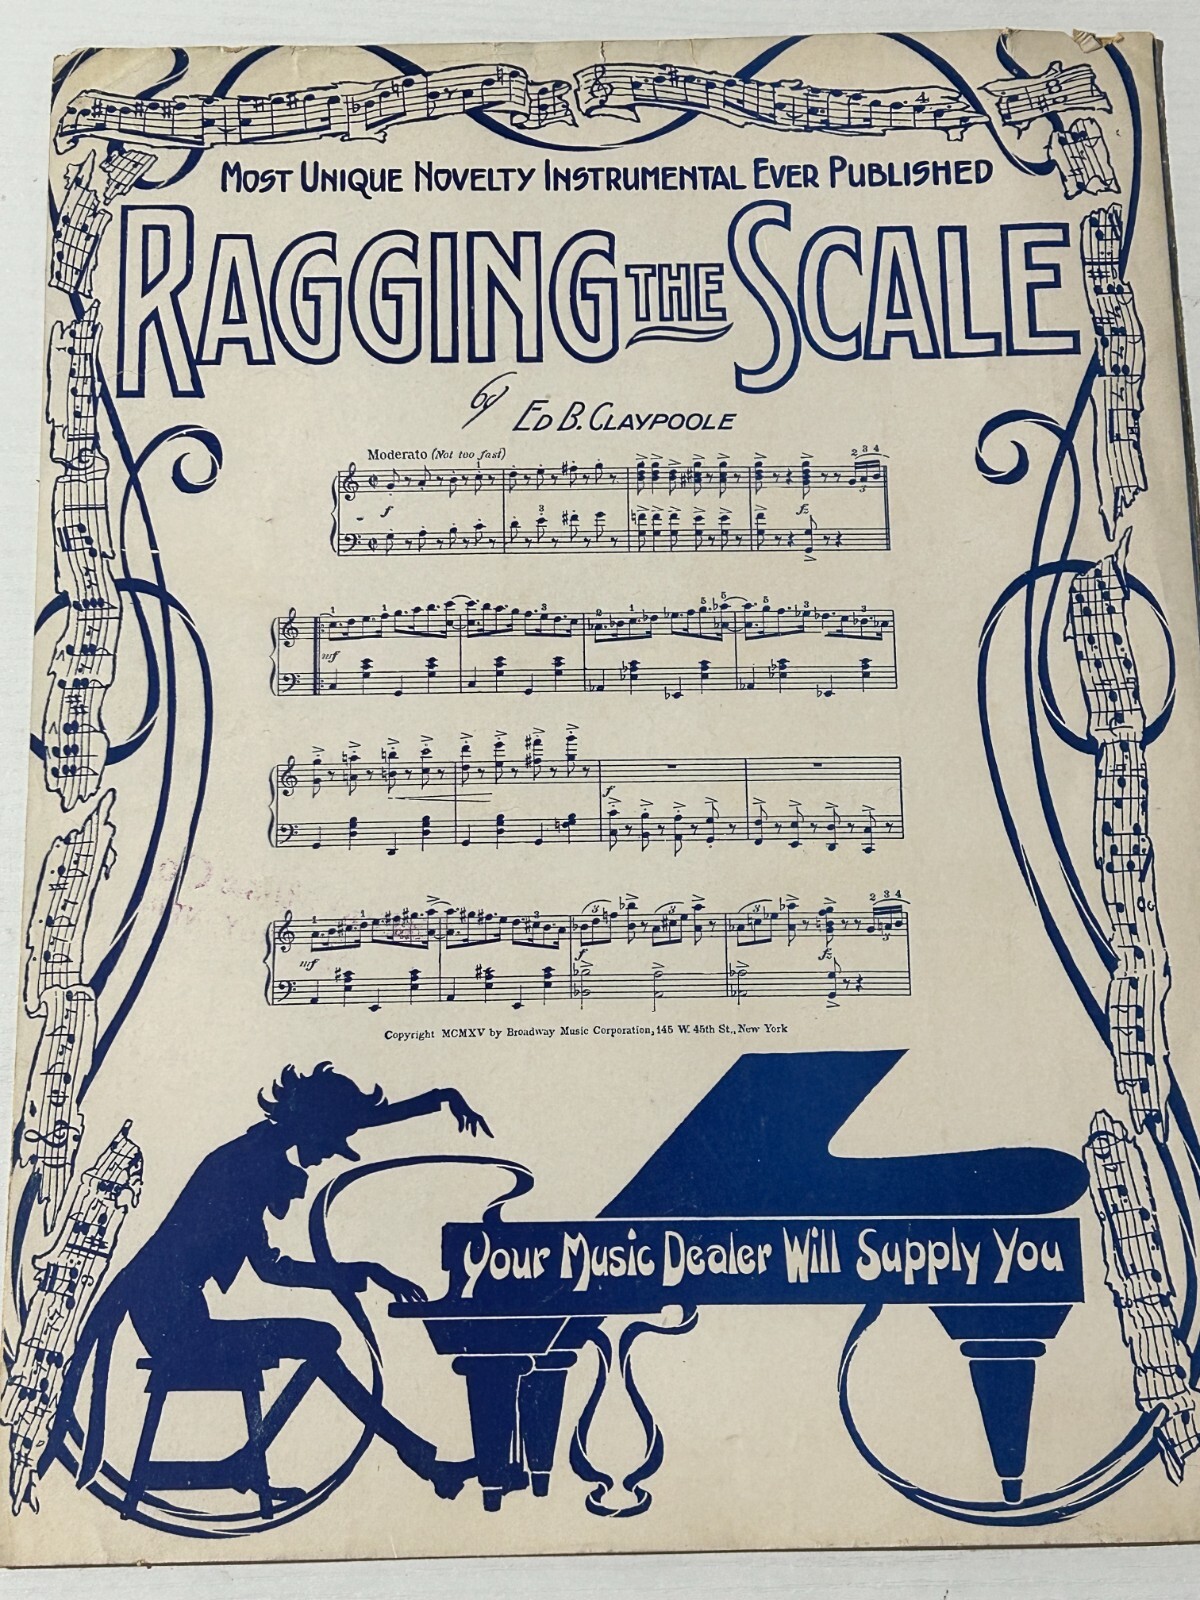 MOST UNIQUE NOVELTY INSTRUMENTAL EVER PUBLISHED
RAGGING THE SCALE
by ED B. CLAYPOOLE
Moderato (Not too fast)
Copyright MCMXV by Broadway Music Corporation, 145 W. 45th St., New York
Your Music Dealer Will Supply You